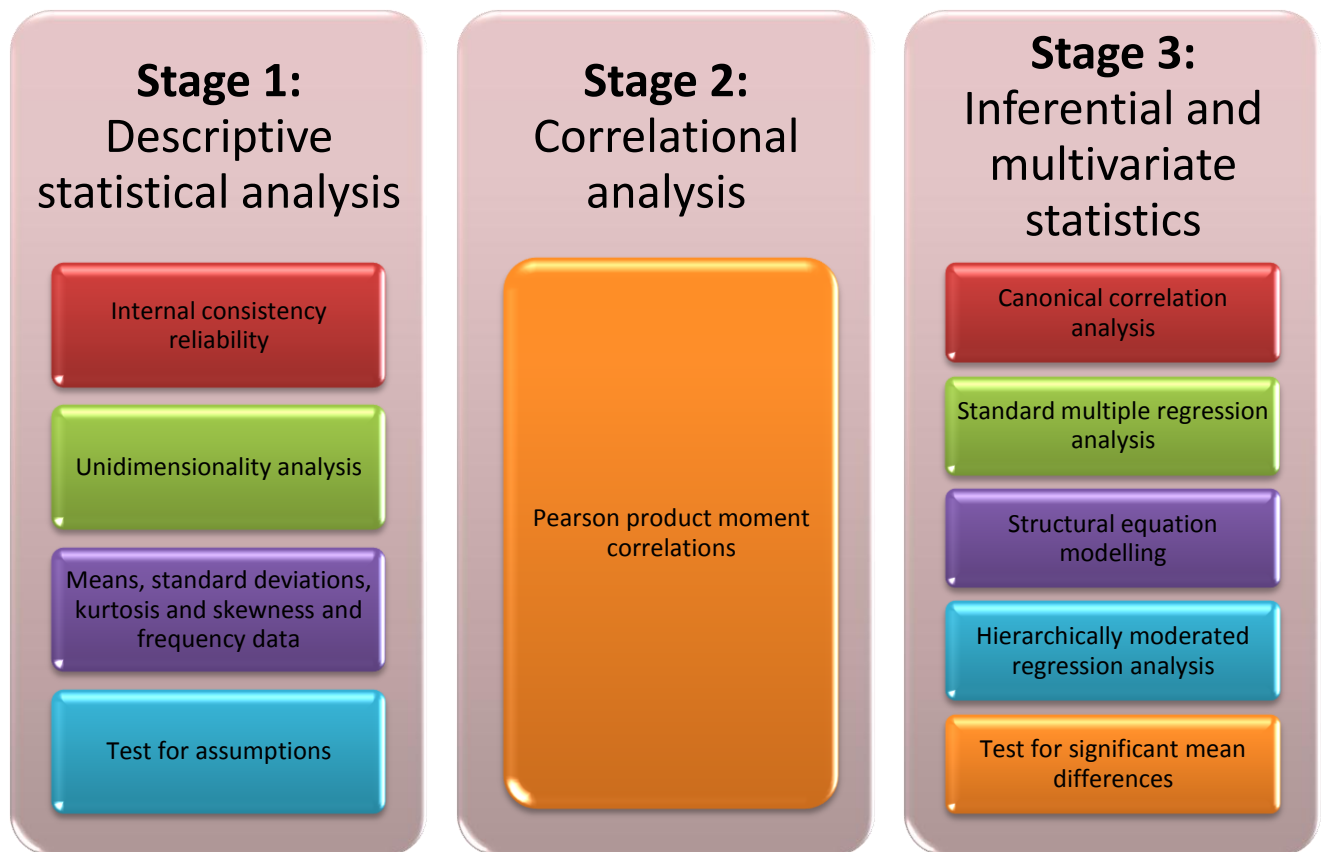 Stage 1:
Descriptive
statistical analysis
Internal consistency
reliability
Unidimensionality analysis
Means, standard deviations,
kurtosis and skewness and
frequency data
Test for assumptions
Stage 2:
Correlational
analysis
Pearson product moment
correlations
Stage 3:
Inferential and
multivariate
statistics
Canonical correlation
analysis
Standard multiple regression
analysis
Structural equation
modelling
Hierarchically moderated
regression analysis
Test for significant mean
differences